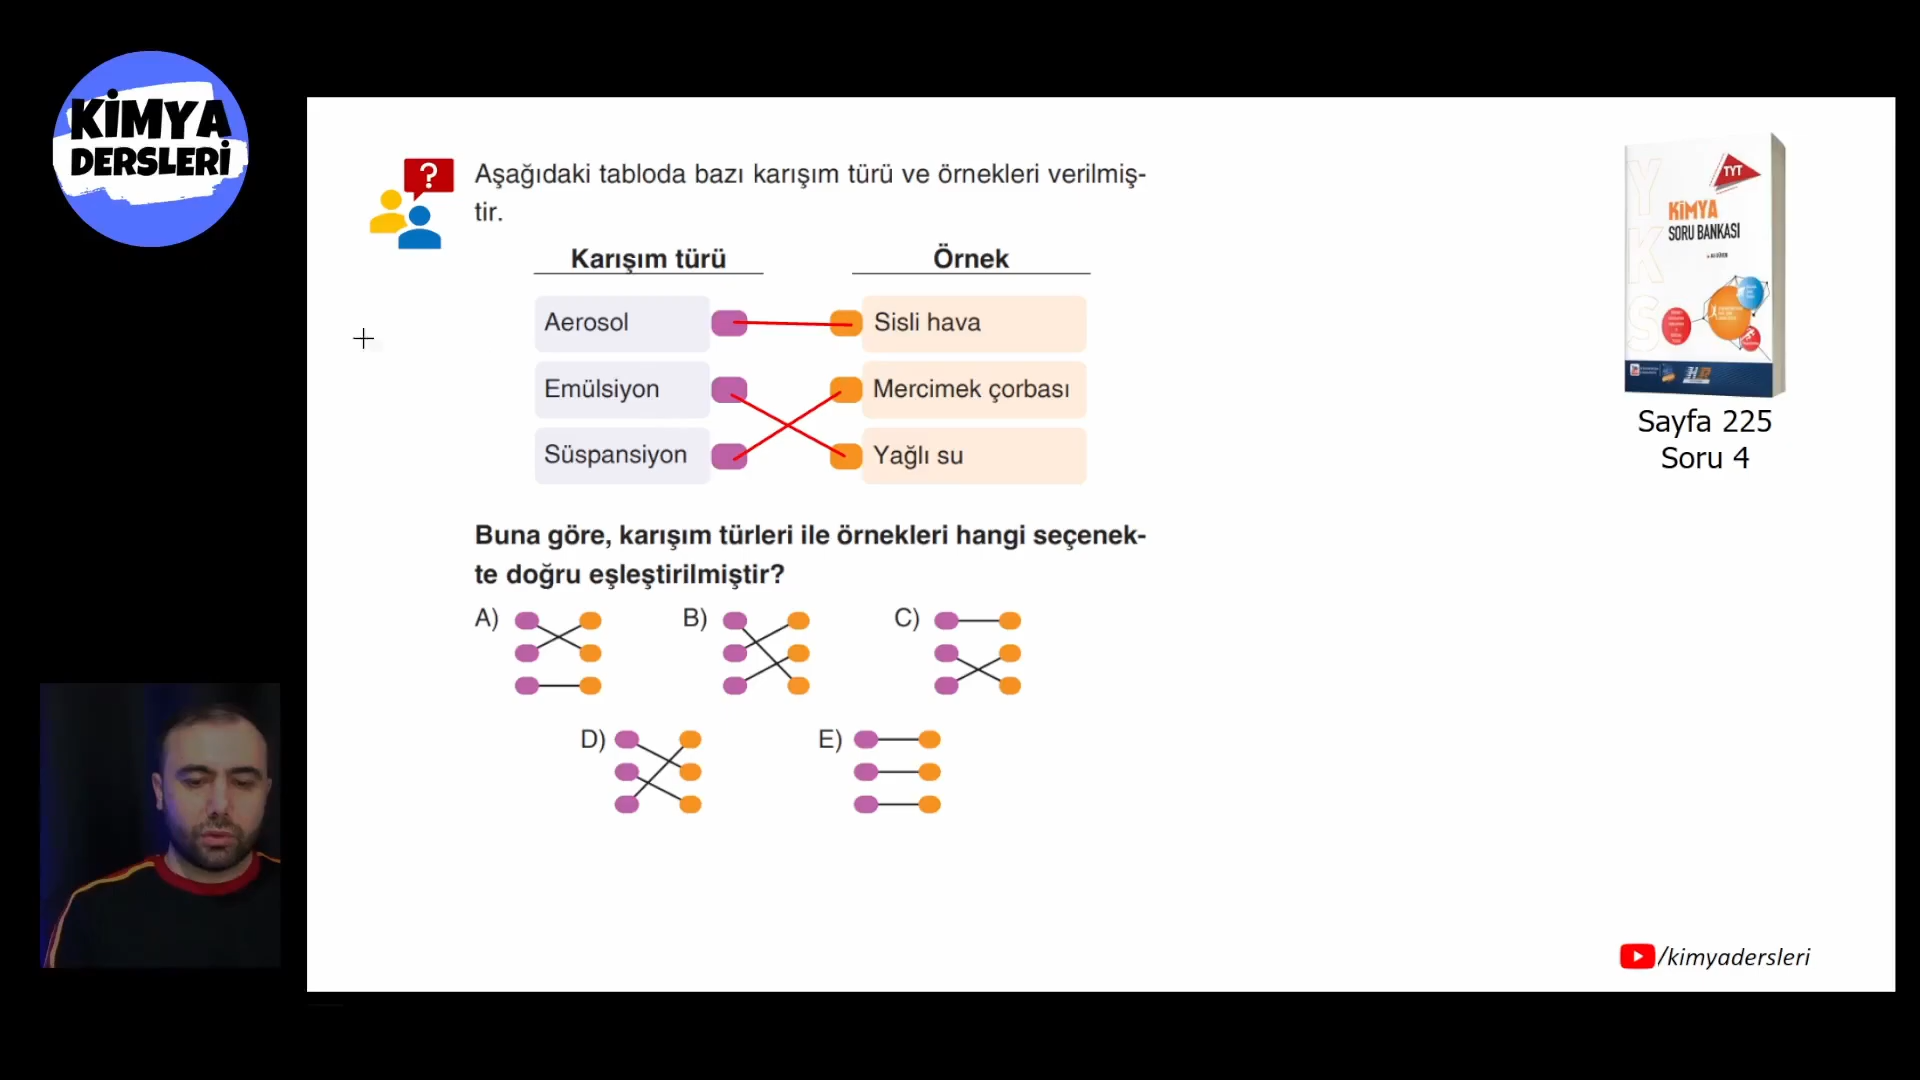 KİMYA
DERSLERİ
?
Aşağıdaki tabloda bazı karışım türü ve örnekleri verilmiş-
tir.
Karışım türü
Örnek
Aerosol
Sisli hava
Emülsiyon
Mercimek çorbası
Süspansiyon
Yağlı su
Buna göre, karışım türleri ile örnekleri hangi seçenek-
te doğru eşleştirilmiştir?
A)
B)
C)
D)
E)
YKS
TYT
KİMYA
SORU BANKASI
Sayfa 225
Soru 4
/kimyadersleri